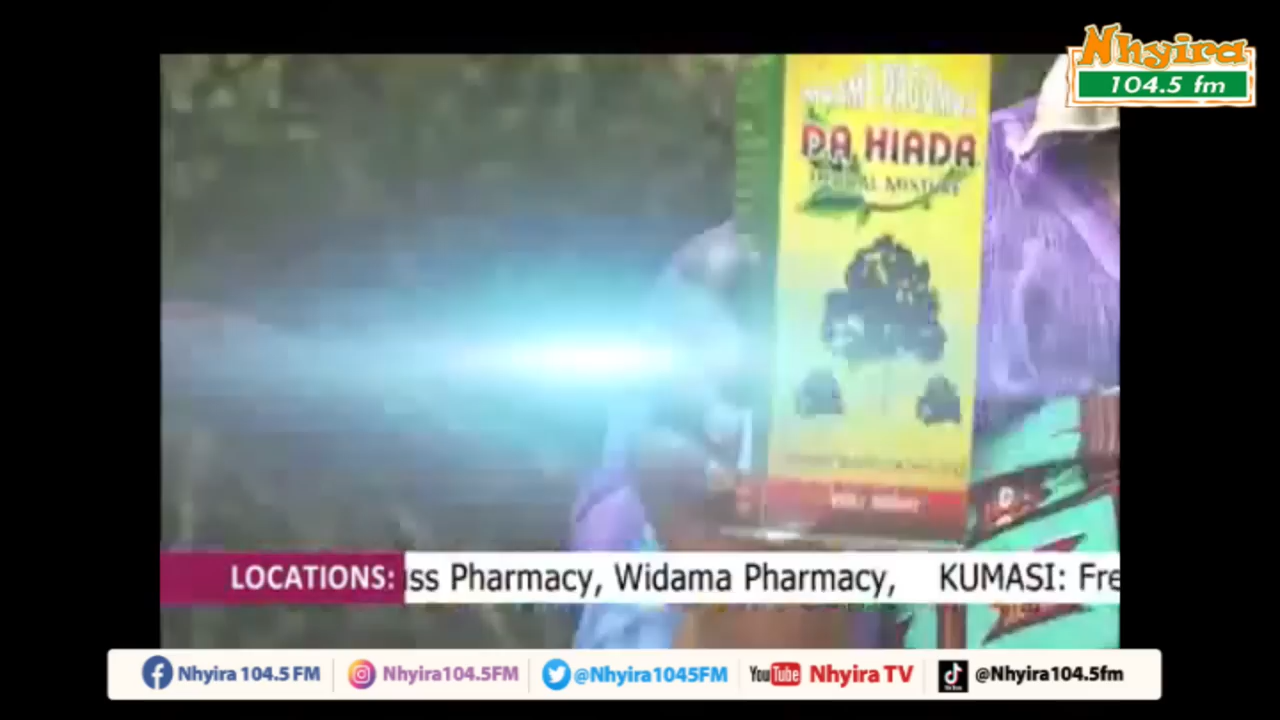 Nhyira
104.5 fm
DA HIADA
LOCATIONS: iss Pharmacy, Widama Pharmacy, KUMASI: Fre
Nhyira 104.5 FM Nhyira104.5FM @Nhyira1045FM YouTube Nhyira TV @Nhyira104.5fm